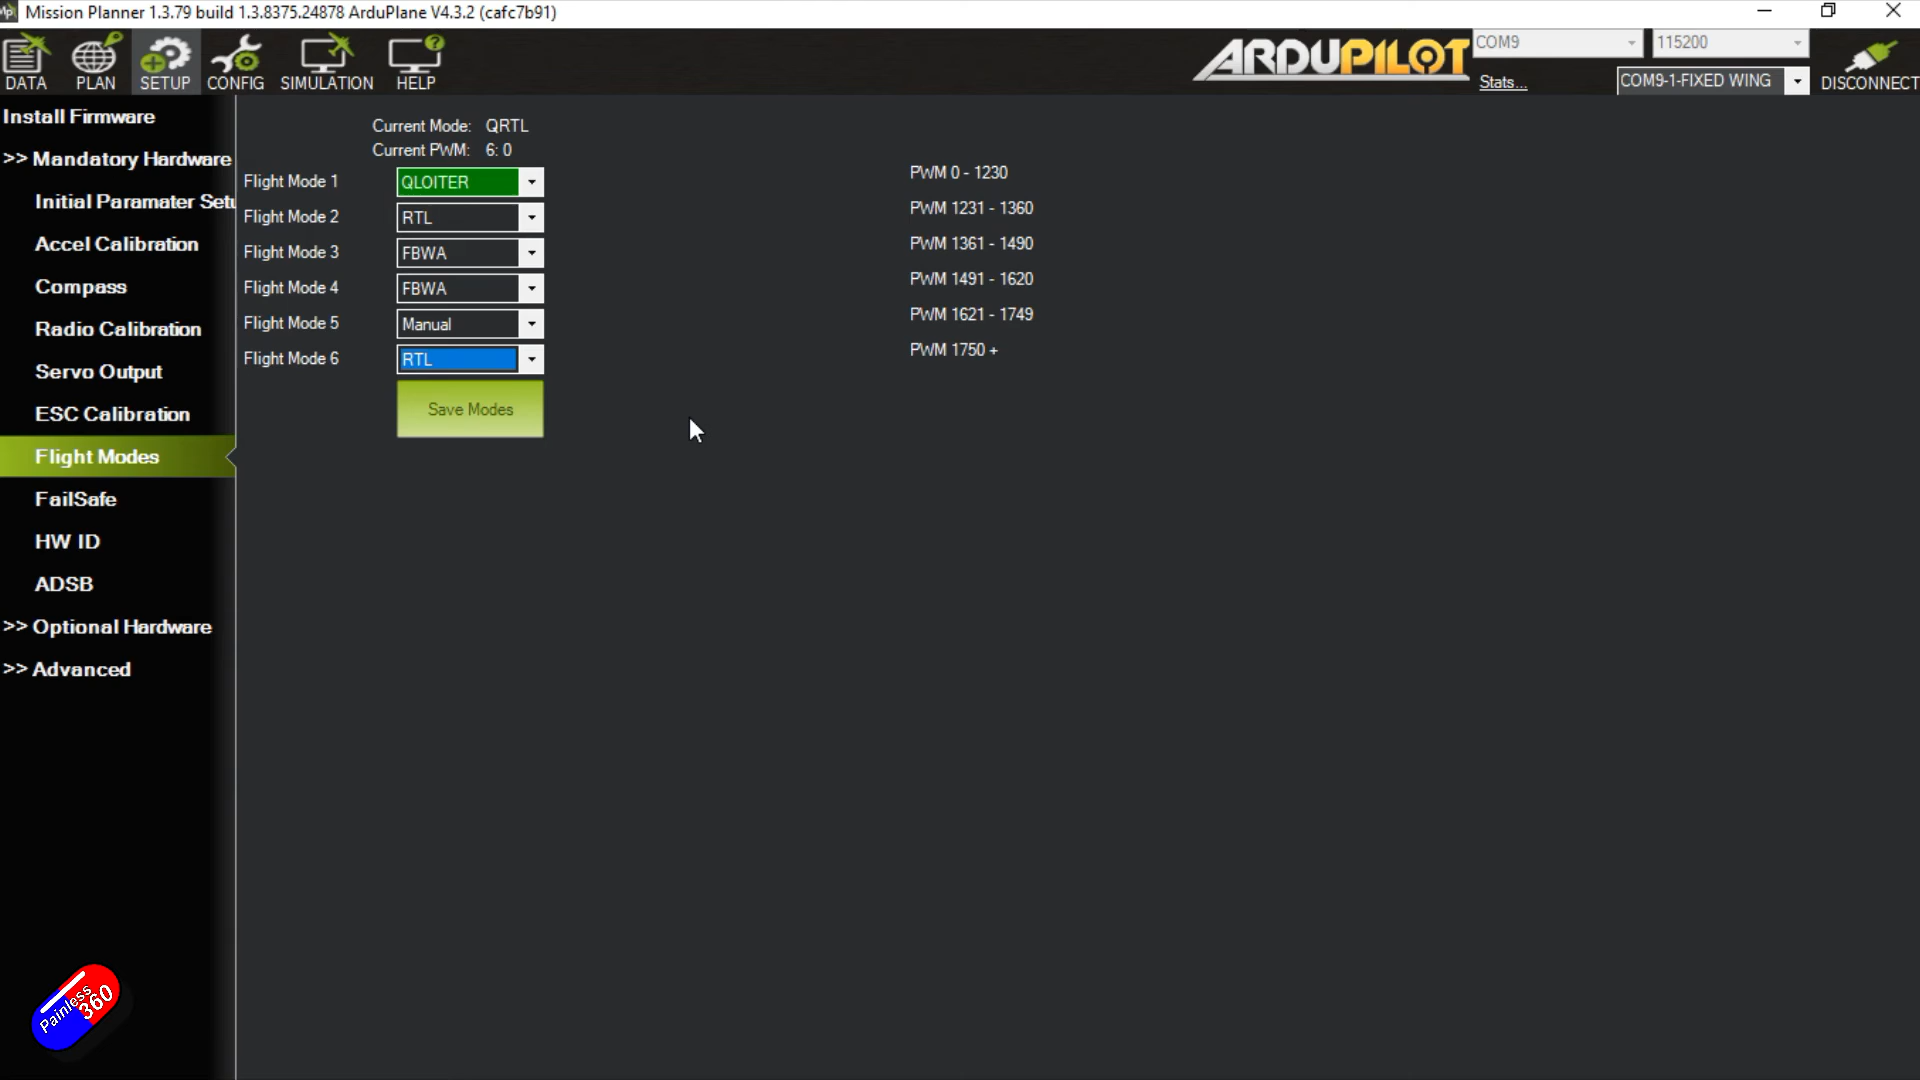 Mission Planner 1.3.79 build 1.3.8375.24878 ArduPlane V4.3.2 (cafc7b91)
DATA
PLAN
SETUP
CONFIG
SIMULATION
HELP
ARDUPILOT
COM9
115200
Stats...
COM9-1-FIXED WING
DISCONNECT
Install Firmware
>> Mandatory Hardware
Initial Paramater Setu
Accel Calibration
Compass
Radio Calibration
Servo Output
ESC Calibration
Flight Modes
FailSafe
HW ID
ADSB
>> Optional Hardware
>> Advanced
Current Mode: QRTL
Current PWM: 6: 0
Flight Mode 1 QLOITER PWM 0 - 1230
Flight Mode 2 RTL PWM 1231 - 1360
Flight Mode 3 FBWA PWM 1361 - 1490
Flight Mode 4 FBWA PWM 1491 - 1620
Flight Mode 5 Manual PWM 1621 - 1749
Flight Mode 6 RTL PWM 1750 +
Save Modes
Painless
360